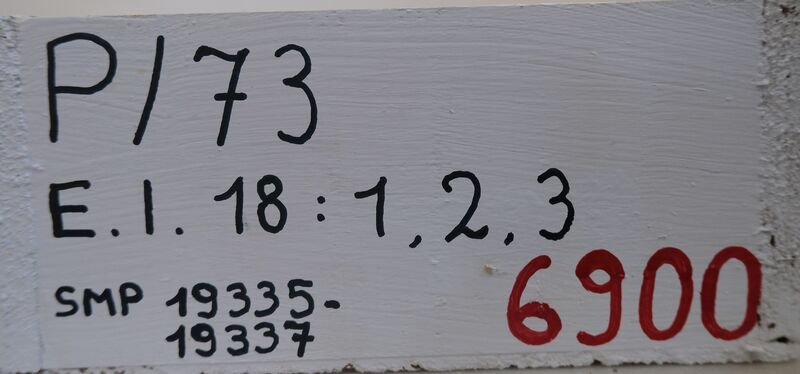 P/73
E.I. 18 : 1, 2, 3
SMP 19335-
19337
6900